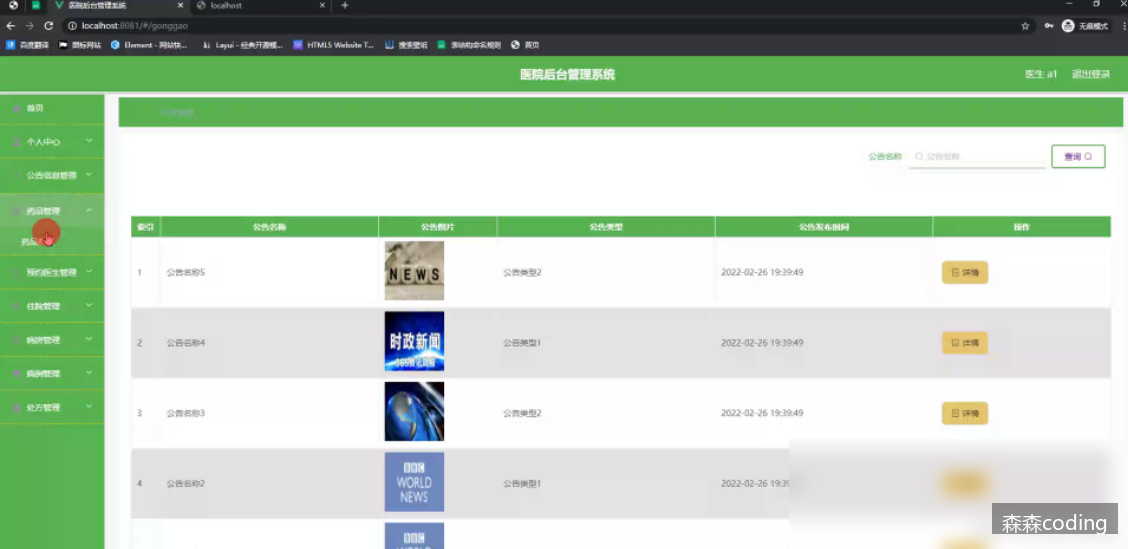 医院后台管理系统
localhost
localhost:8081/#/gonggao
无痕模式
百度翻译
图标网站
Element - 网站快...
Layui - 经典开源模...
HTML5 Website T...
搜索壁纸
表结构命名规则
首页
医院后台管理系统
医生 a1
退出登录
首页
个人中心
公告信息管理
药品管理
药品
预约医生管理
住院管理
病房管理
病例管理
处方管理
公告名称
公告名称
查询
索引 公告名称 公告图片 公告类型 公告发布时间 操作
1 公告名称5 NEWS 公告类型2 2022-02-26 19:39:49 详情
2 公告名称4 时政新闻 公告类型1 2022-02-26 19:39:49 详情
3 公告名称3 公告类型2 2022-02-26 19:39:49 详情
4 公告名称2 BBC WORLD NEWS 公告类型1 2022-02-26 19:39
BBC
森森coding